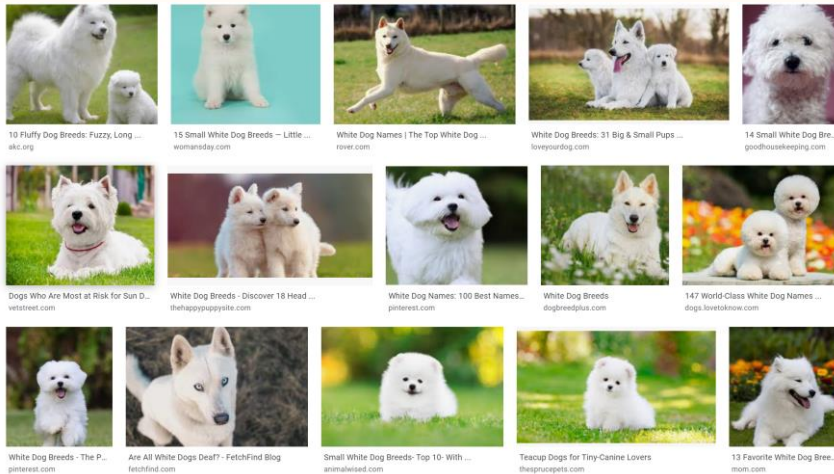 10 Fluffy Dog Breeds: Fuzzy, Long ...
akc.org
15 Small White Dog Breeds — Little ...
womansday.com
White Dog Names | The Top White Dog ...
rover.com
White Dog Breeds: 31 Big & Small Pups ...
loveyourdog.com
14 Small White Dog Bre..
goodhousekeeping.com
Dogs Who Are Most at Risk for Sun D...
vetstreet.com
White Dog Breeds - Discover 18 Head ...
thehappypuppysite.com
White Dog Names: 100 Best Names...
pinterest.com
White Dog Breeds
dogbreedplus.com
147 World-Class White Dog Names ...
dogs.lovetoknow.com
White Dog Breeds - The P...
pinterest.com
Are All White Dogs Deaf? - FetchFind Blog
fetchfind.com
Small White Dog Breeds- Top 10- With ...
animalwised.com
Teacup Dogs for Tiny-Canine Lovers
thesprucepets.com
13 Favorite White Dog Bree..
mom.com